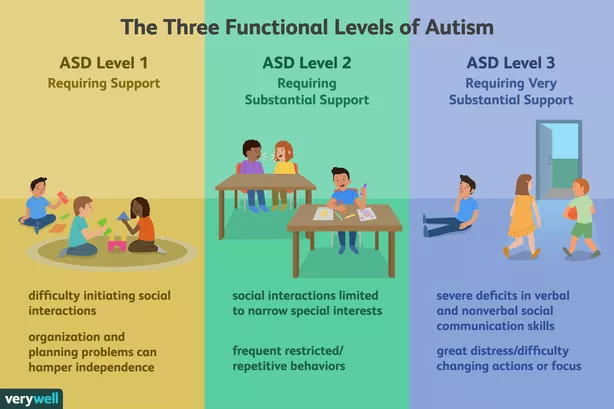 The Three Functional Levels of Autism
ASD Level 1
Requiring Support
difficulty initiating social
interactions
organization and
planning problems can
hamper independence
ASD Level 2
Requiring
Substantial Support
social interactions limited
to narrow special interests
frequent restricted/
repetitive behaviors
ASD Level 3
Requiring Very
Substantial Support
severe deficits in verbal
and nonverbal social
communication skills
great distress/difficulty
changing actions or focus
verywell